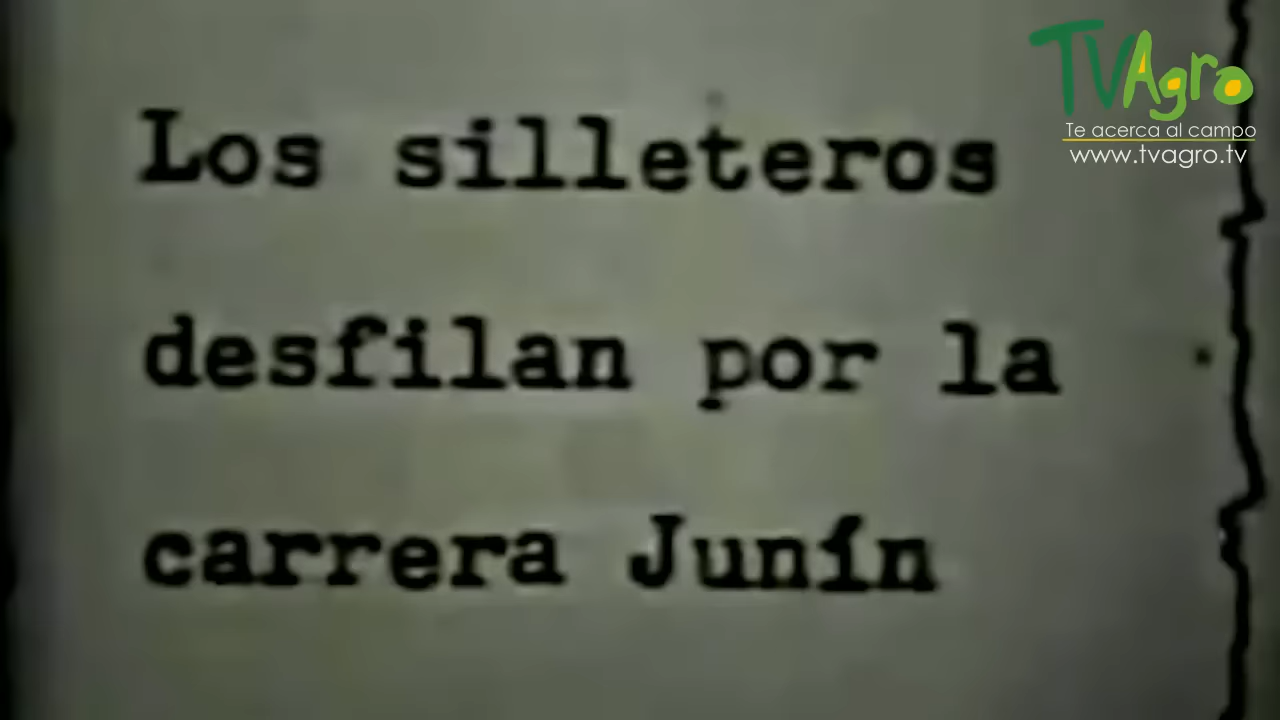 TVAgro
Te acerca al campo
www.tvagro.tv
Los silleteros
desfilan por la
carrera Junín